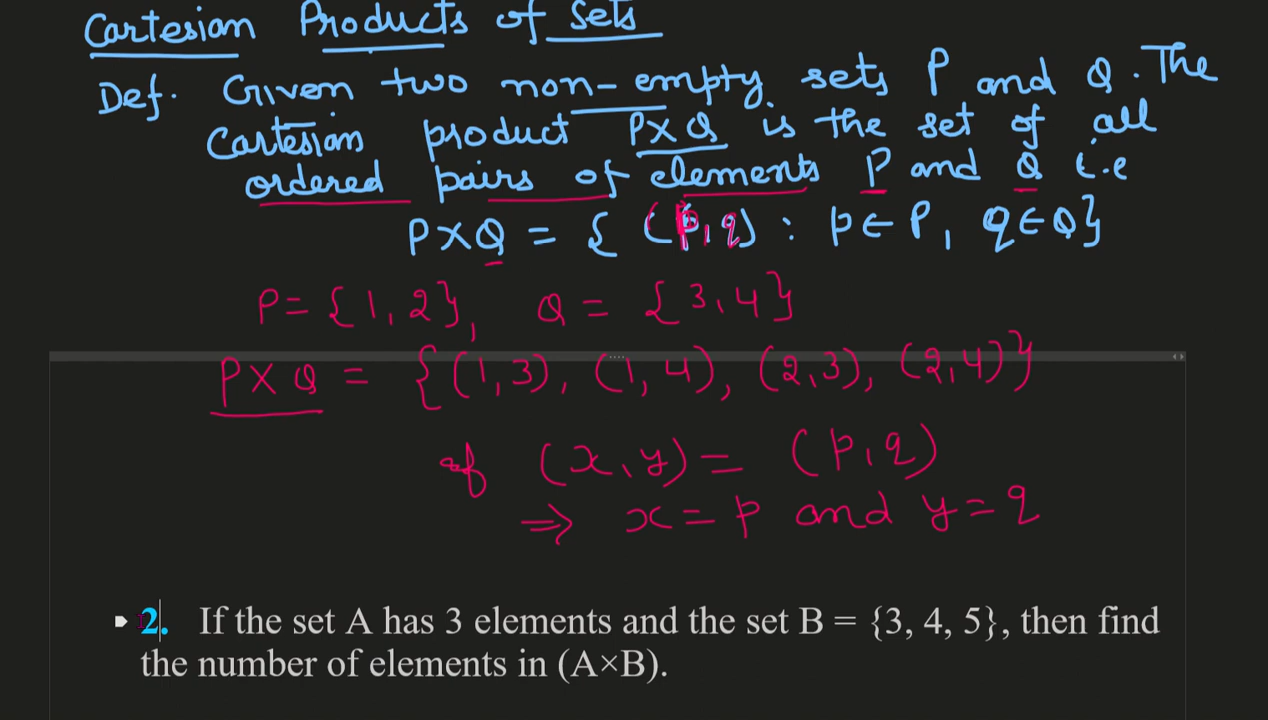 Cartesian Products of Sets
Def. Given two non-empty sets P and Q. The
Cartesian product P×Q is the set of all
ordered pairs of elements P and Q i.e
P×Q = { (p,q) : p∈P, q∈Q}
P= {1,2}, Q = {3,4}
P×Q = {(1,3), (1,4), (2,3), (2,4)}
if (x,y) = (p,q)
⇒ x=p and y=q
2. If the set A has 3 elements and the set B = {3, 4, 5}, then find
the number of elements in (A×B).